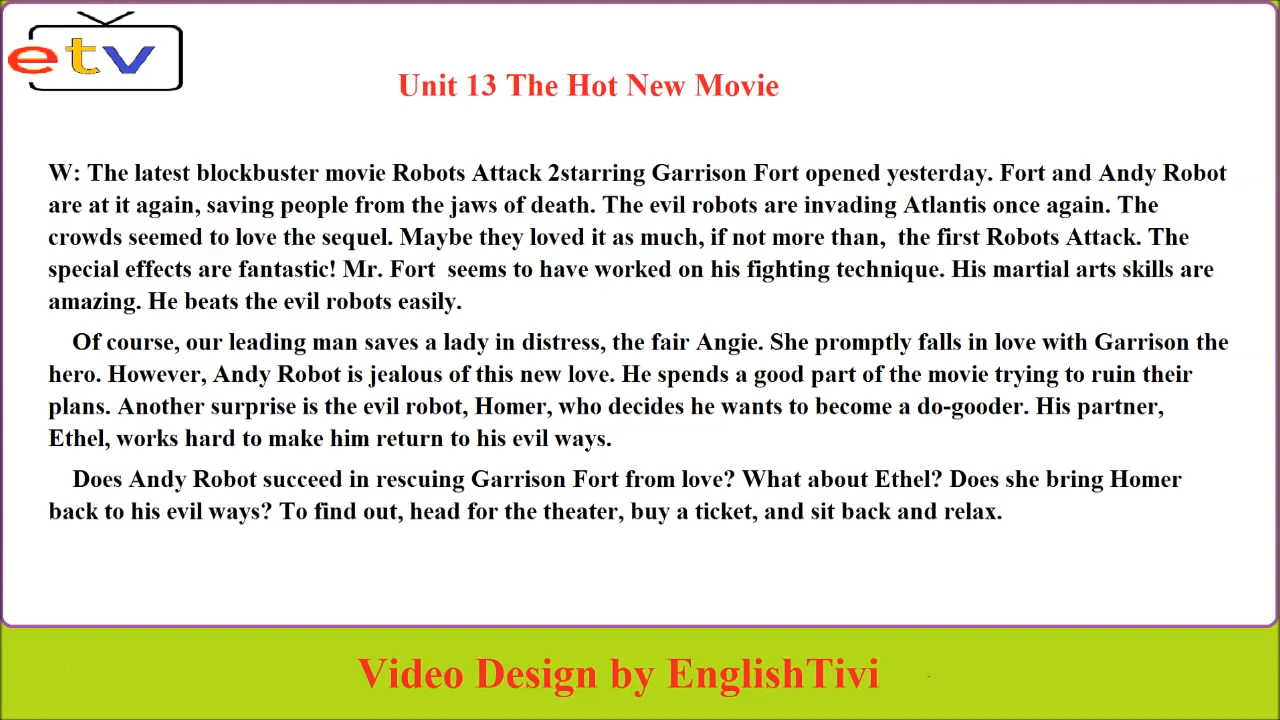 etv
Unit 13 The Hot New Movie
W: The latest blockbuster movie Robots Attack 2starring Garrison Fort opened yesterday. Fort and Andy Robot
are at it again, saving people from the jaws of death. The evil robots are invading Atlantis once again. The
crowds seemed to love the sequel. Maybe they loved it as much, if not more than,  the first Robots Attack. The
special effects are fantastic! Mr. Fort  seems to have worked on his fighting technique. His martial arts skills are
amazing. He beats the evil robots easily.
Of course, our leading man saves a lady in distress, the fair Angie. She promptly falls in love with Garrison the
hero. However, Andy Robot is jealous of this new love. He spends a good part of the movie trying to ruin their
plans. Another surprise is the evil robot, Homer, who decides he wants to become a do-gooder. His partner,
Ethel, works hard to make him return to his evil ways.
Does Andy Robot succeed in rescuing Garrison Fort from love? What about Ethel? Does she bring Homer
back to his evil ways? To find out, head for the theater, buy a ticket, and sit back and relax.
Video Design by EnglishTivi